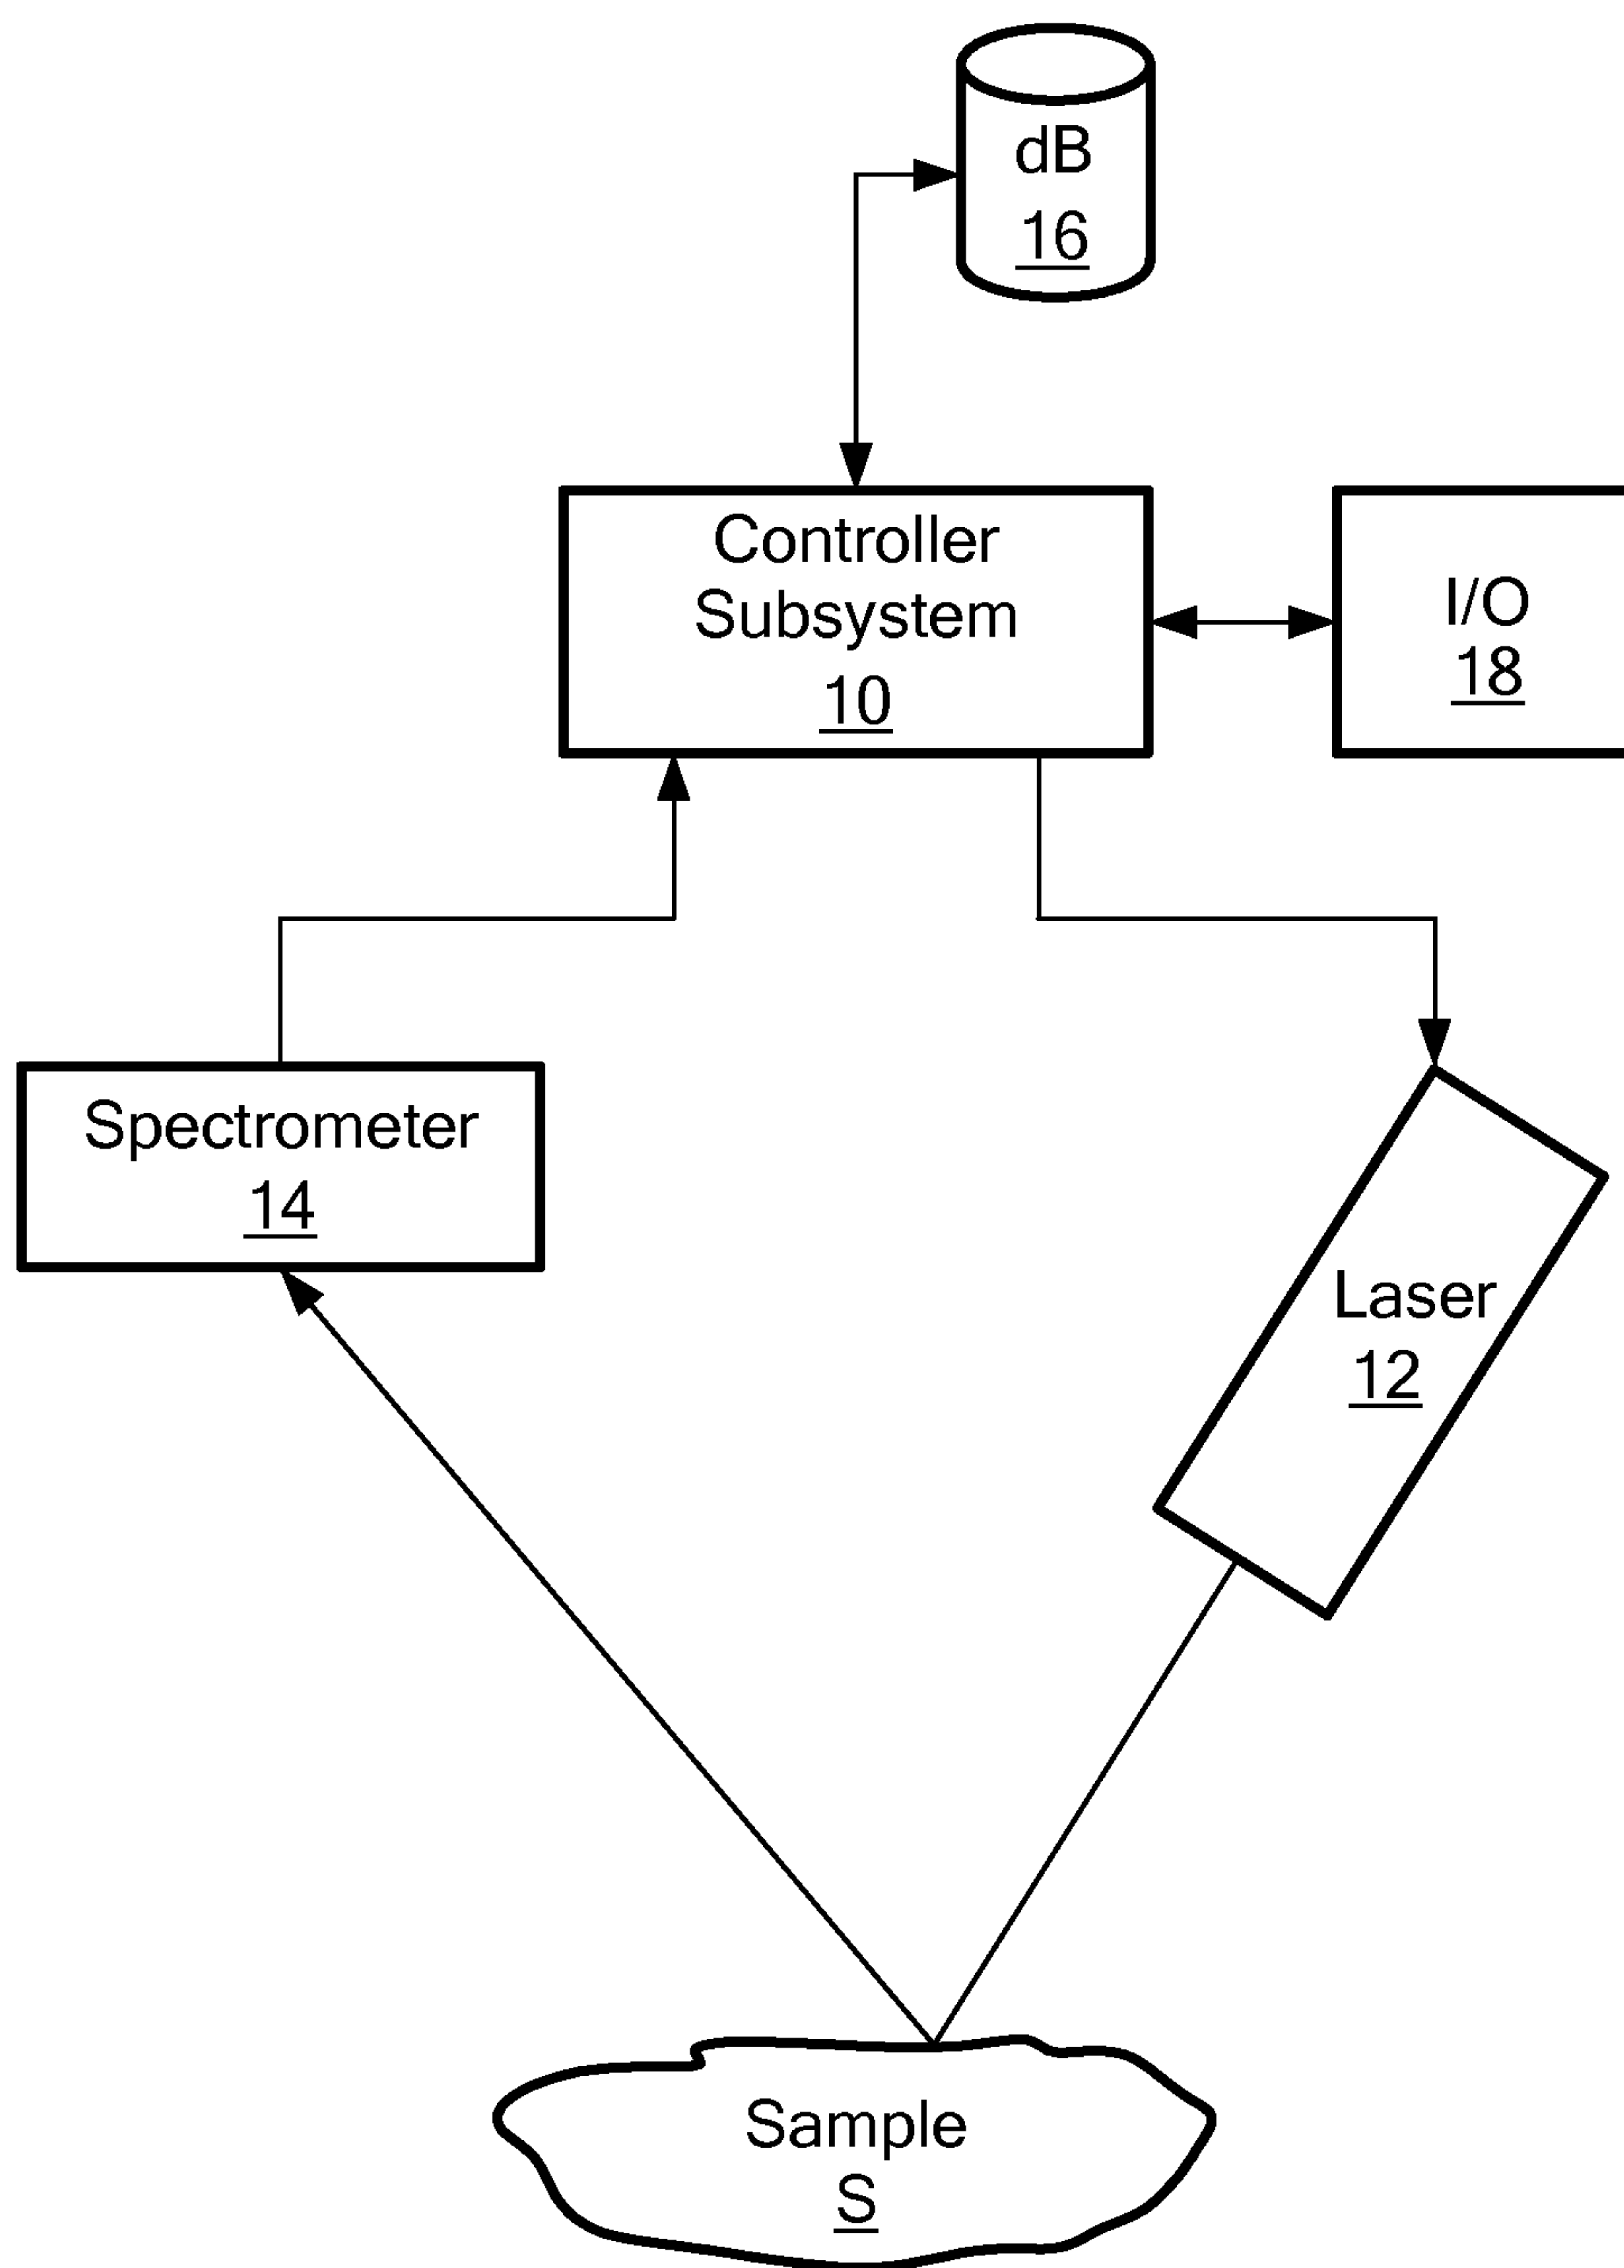 dB
16
Controller
Subsystem
10
I/O
18
Spectrometer
14
Laser
12
Sample
S